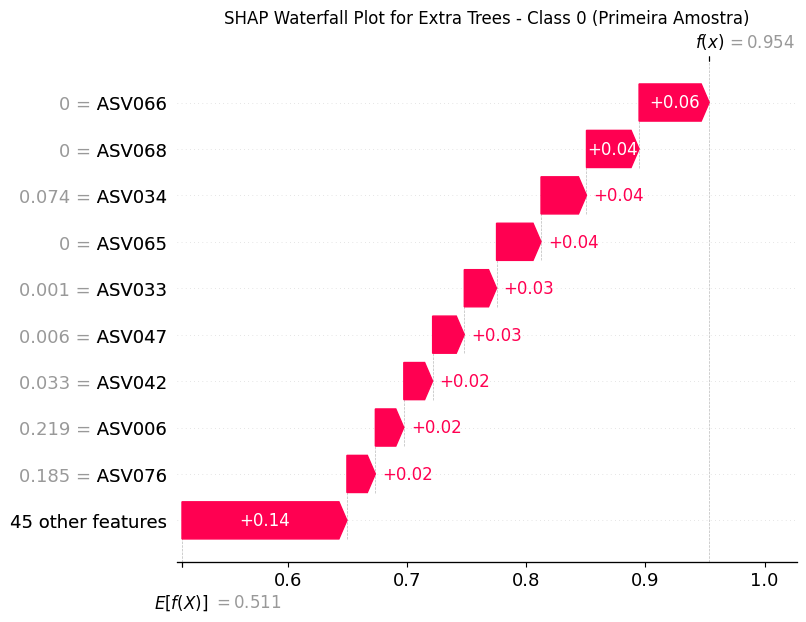 SHAP Waterfall Plot for Extra Trees - Class 0 (Primeira Amostra)
f(x) = 0.954
0 = ASV066 +0.06
0 = ASV068 +0.04
0.074 = ASV034 +0.04
0 = ASV065 +0.04
0.001 = ASV033 +0.03
0.006 = ASV047 +0.03
0.033 = ASV042 +0.02
0.219 = ASV006 +0.02
0.185 = ASV076 +0.02
45 other features +0.14
0.6 0.7 0.8 0.9 1.0
E[f(X)] = 0.511